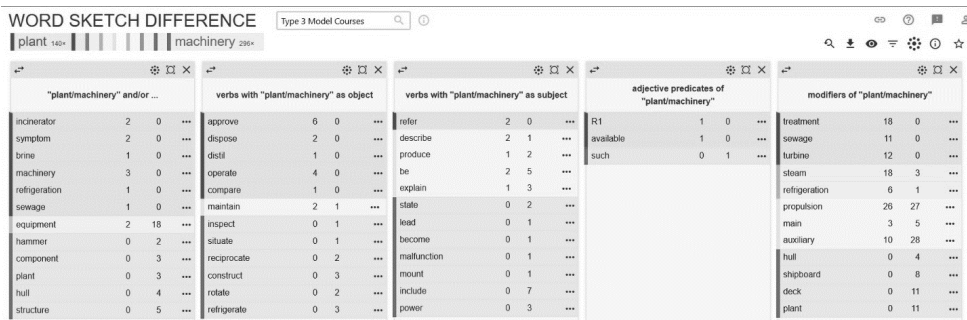 WORD SKETCH DIFFERENCE Type 3 Model Courses
plant 140× machinery 296×
"plant/machinery" and/or ...
incinerator 2 0 •••
symptom 2 0 •••
brine 1 0 •••
machinery 3 0 •••
refrigeration 1 0 •••
sewage 1 0 •••
equipment 2 18 •••
hammer 0 2 •••
component 0 3 •••
plant 0 3 •••
hull 0 4 •••
structure 0 5 •••
verbs with "plant/machinery" as object
approve 6 0 •••
dispose 2 0 •••
distil 1 0 •••
operate 4 0 •••
compare 1 0 •••
maintain 2 1 •••
inspect 0 1 •••
situate 0 1 •••
reciprocate 0 2 •••
construct 0 3 •••
rotate 0 2 •••
refrigerate 0 3 •••
verbs with "plant/machinery" as subject
refer 2 0 •••
describe 2 1 •••
produce 1 2 •••
be 2 5 •••
explain 1 3 •••
state 0 2 •••
lead 0 1 •••
become 0 1 •••
malfunction 0 1 •••
mount 0 1 •••
include 0 7 •••
power 0 3 •••
adjective predicates of
"plant/machinery"
R1 1 0 •••
available 1 0 •••
such 0 1 •••
modifiers of "plant/machinery"
treatment 18 0 •••
sewage 11 0 •••
turbine 12 0 •••
steam 18 3 •••
refrigeration 6 1 •••
propulsion 26 27 •••
main 3 5 •••
auxiliary 10 28 •••
hull 0 4 •••
shipboard 0 8 •••
deck 0 11 •••
plant 0 11 •••